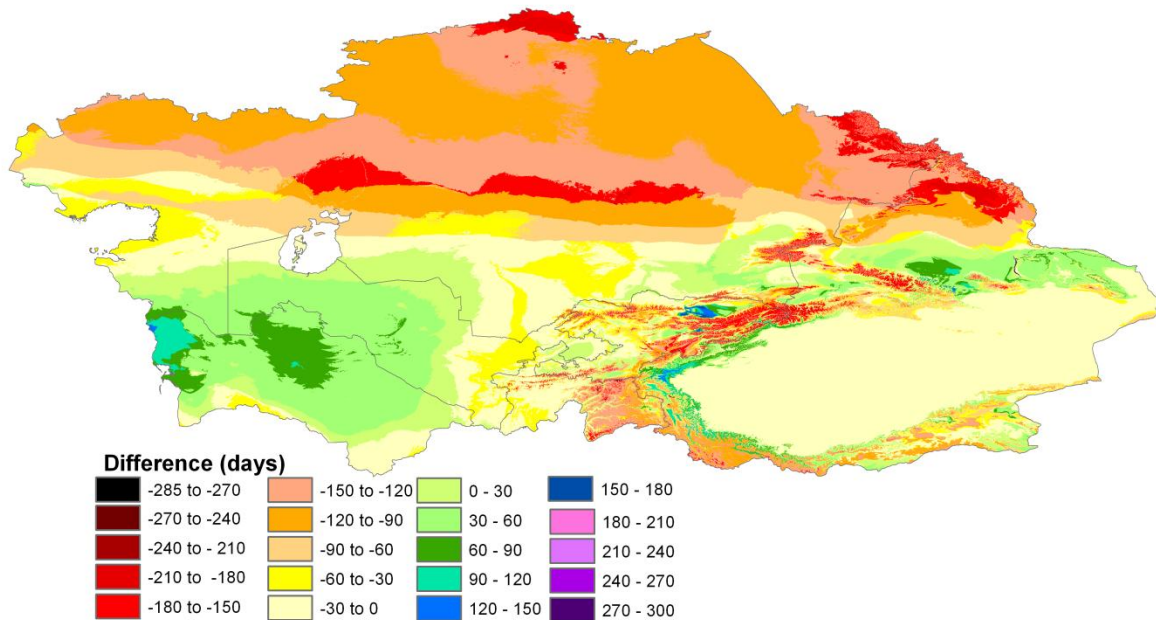 Difference (days)
-285 to -270
-270 to -240
-240 to - 210
-210 to -180
-180 to -150
-150 to -120
-120 to -90
-90 to -60
-60 to -30
-30 to 0
0 - 30
30 - 60
60 - 90
90 - 120
120 - 150
150 - 180
180 - 210
210 - 240
240 - 270
270 - 300